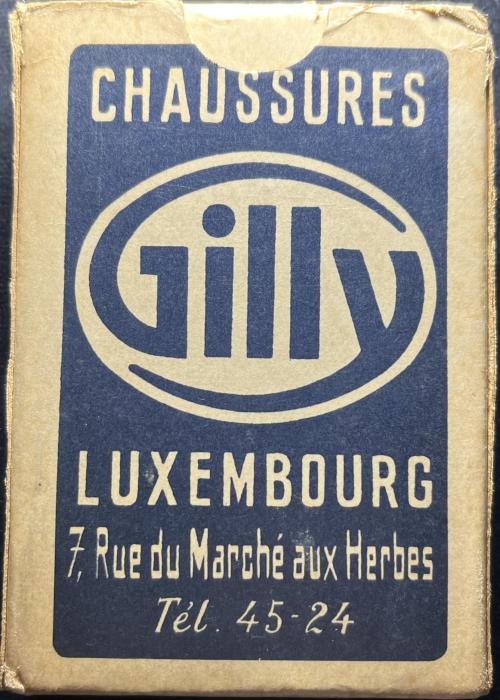 CHAUSSURES
Gilly
LUXEMBOURG
7, Rue du Marché aux Herbes
Tél. 45-24